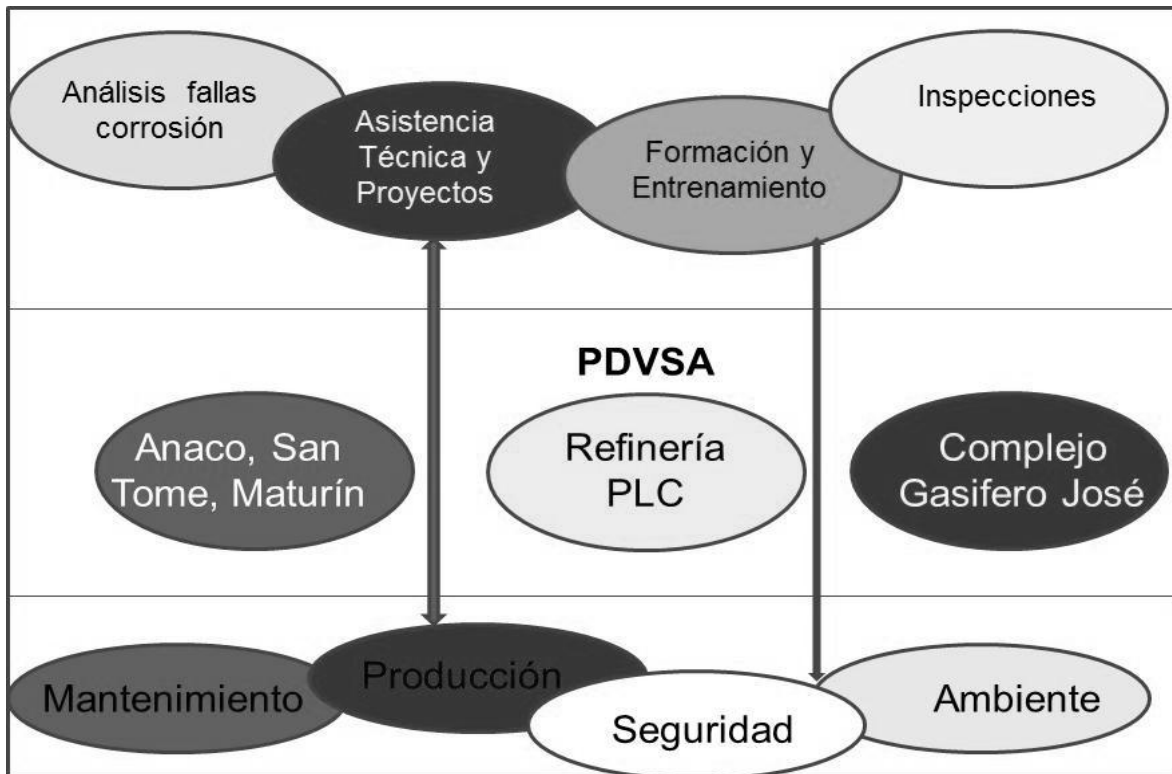 Análisis fallas
corrosión
Asistencia
Técnica y
Proyectos
Formación y
Entrenamiento
Inspecciones
PDVSA
Anaco, San
Tome, Maturín
Refinería
PLC
Complejo
Gasifero José
Mantenimiento
Producción
Seguridad
Ambiente